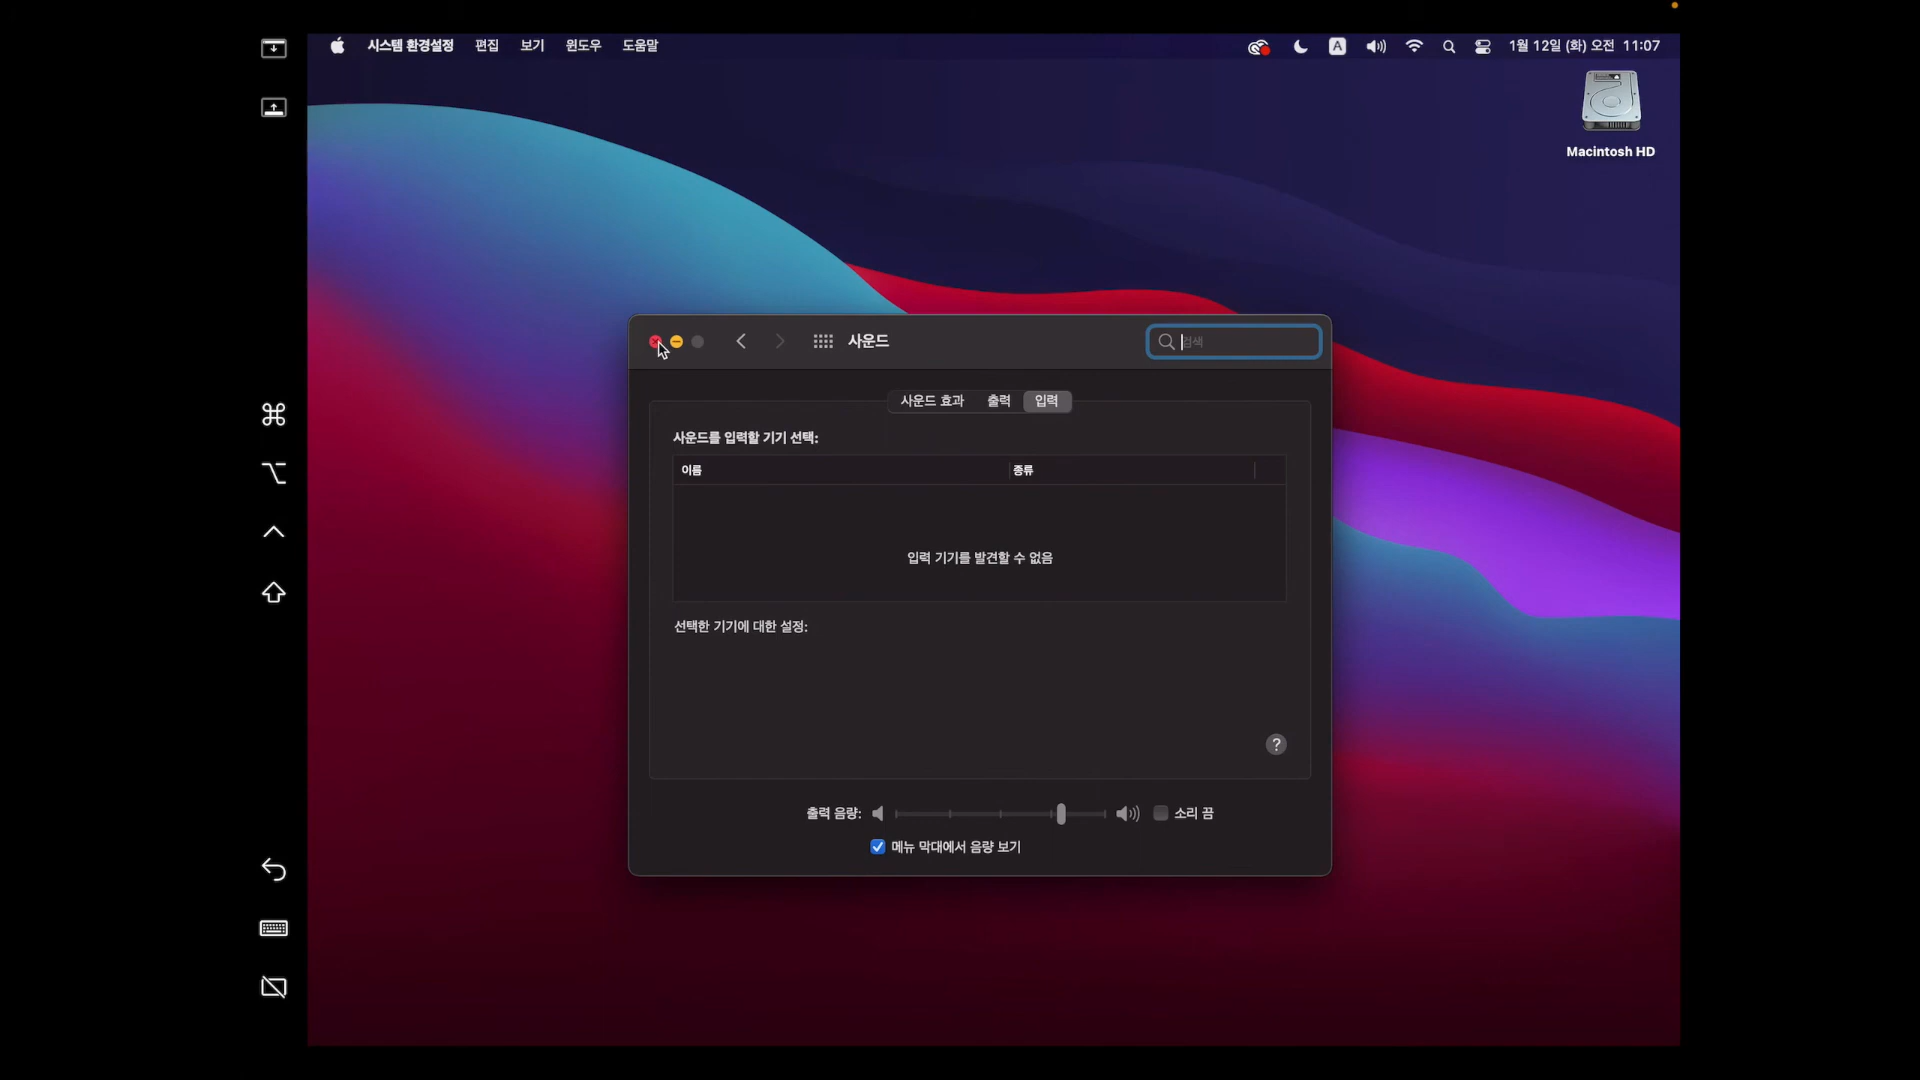 시스템 환경설정 편집 보기 윈도우 도움말 A 1월 12일 (화) 오전 11:07
Macintosh HD
사운드 검색
사운드 효과 출력 입력
사운드를 입력할 기기 선택:
이름 종류
입력 기기를 발견할 수 없음
선택한 기기에 대한 설정:
?
출력 음량: 소리 끔
메뉴 막대에서 음량 보기